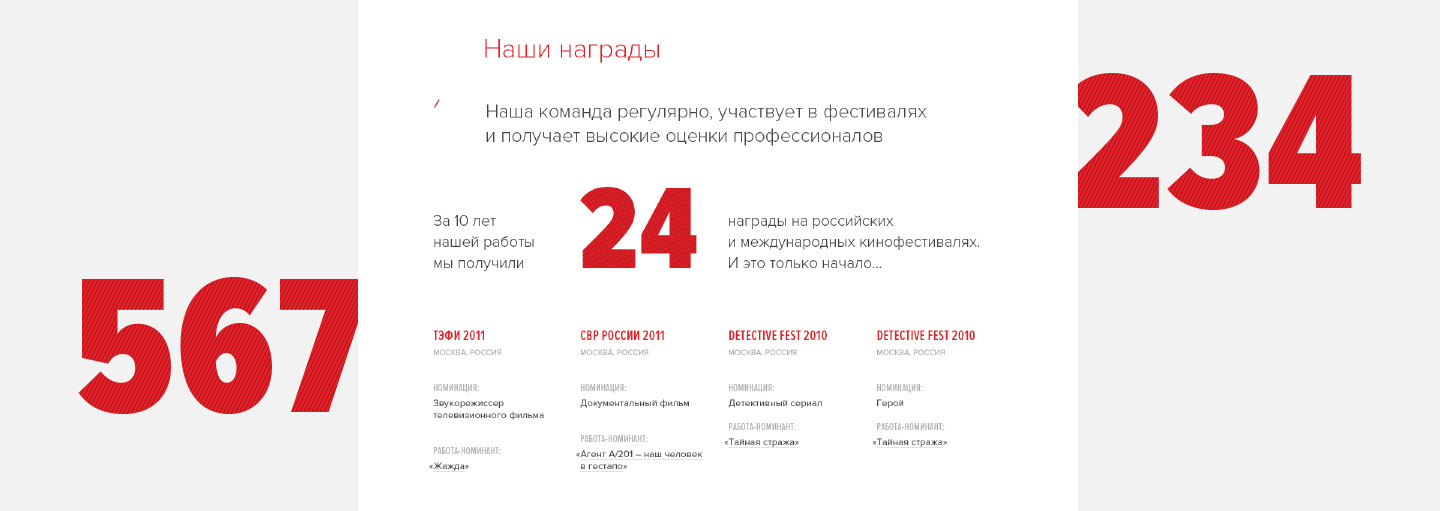 Наши награды
Наша команда регулярно, участвует в фестивалях
и получает высокие оценки профессионалов
234
За 10 лет
нашей работы
мы получили
24
награды на российских
и международных кинофестивалях.
И это только начало...
567
ТЭФИ 2011
МОСКВА, РОССИЯ
НОМИНАЦИЯ:
Звукорежиссер
телевизионного фильма
РАБОТА-НОМИНАНТ:
«Жажда»
СВР РОССИИ 2011
МОСКВА, РОССИЯ
НОМИНАЦИЯ:
Документальный фильм
РАБОТА-НОМИНАНТ:
«Агент А/201 – наш человек
в гестапо»
DETECTIVE FEST 2010
МОСКВА, РОССИЯ
НОМИНАЦИЯ:
Детективный сериал
РАБОТА-НОМИНАНТ:
«Тайная стража»
DETECTIVE FEST 2010
МОСКВА, РОССИЯ
НОМИНАЦИЯ:
Герой
РАБОТА-НОМИНАНТ:
«Тайная стража»